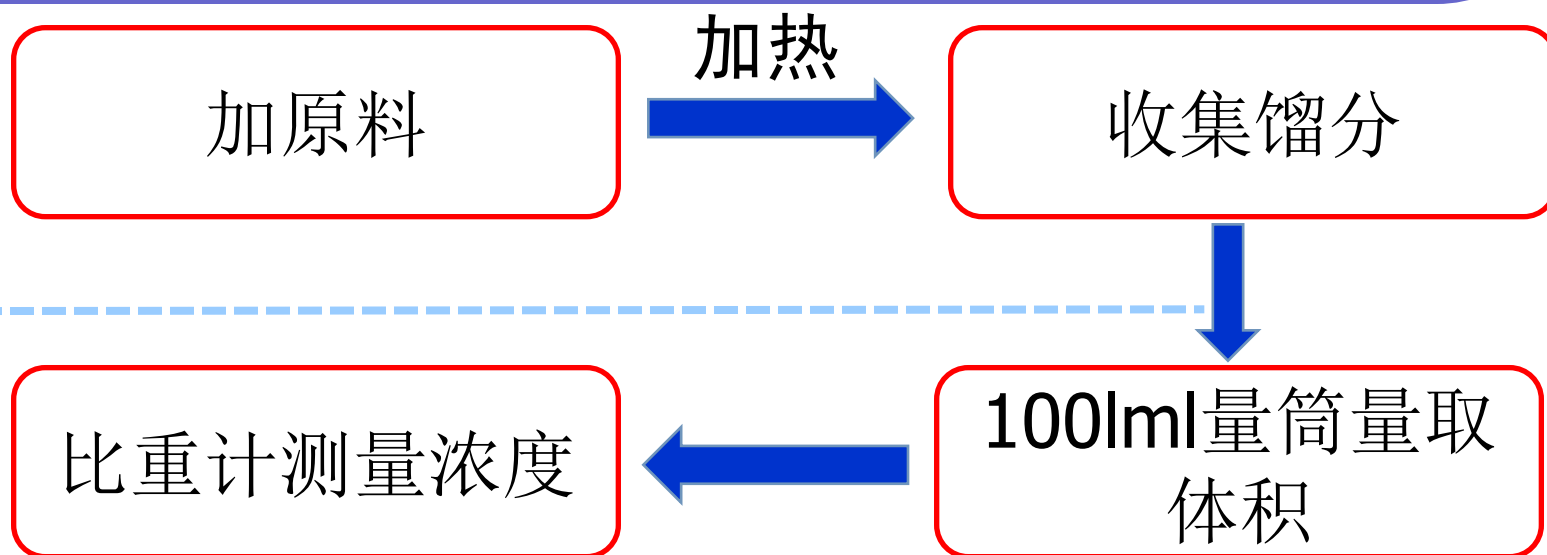 加原料
加热
收集馏分
100lml量筒量取
体积
比重计测量浓度